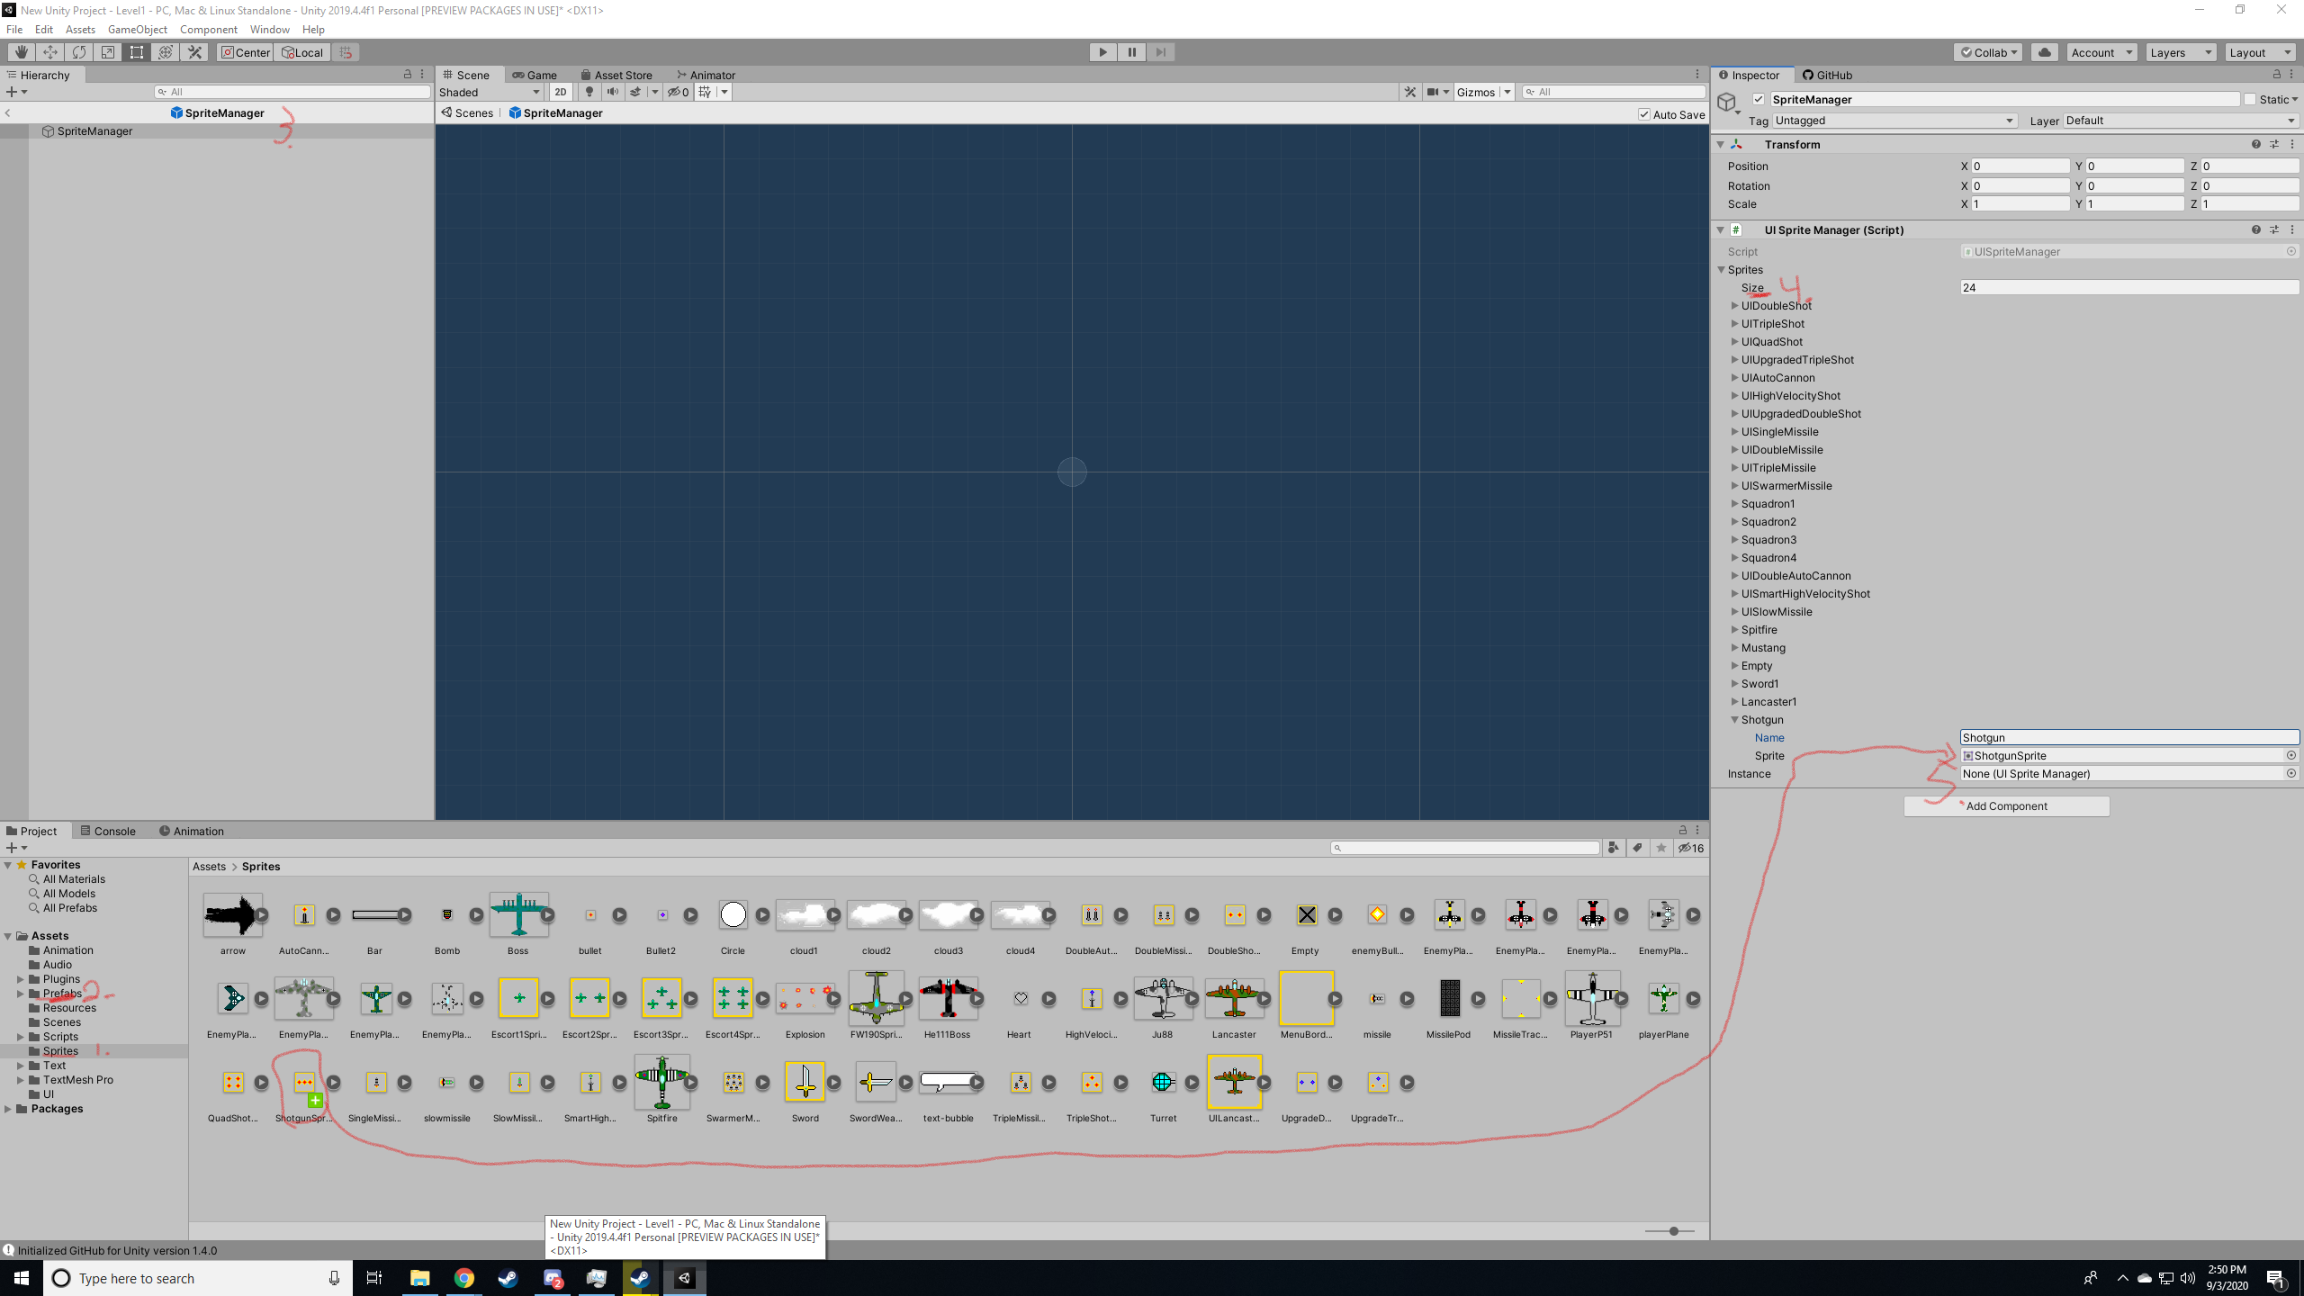 New Unity Project - Level1 - PC, Mac & Linux Standalone - Unity 2019.4.4f1 Personal [PREVIEW PACKAGES IN USE]* <DX11>
File Edit Assets GameObject Component Window Help
Center Local Collab Account Layers Layout
Hierarchy
All
SpriteManager 3.
SpriteManager
Scene Game Asset Store Animator
Shaded 2D 0 Gizmos All
Scenes SpriteManager Auto Save
Inspector GitHub
SpriteManager Static
Tag Untagged Layer Default
Transform
Position X 0 Y 0 Z 0
Rotation X 0 Y 0 Z 0
Scale X 1 Y 1 Z 1
UI Sprite Manager (Script)
Script UISpriteManager
Sprites
Size 4. 24
UIDoubleShot
UITripleShot
UIQuadShot
UIUpgradedTripleShot
UIAutoCannon
UIHighVelocityShot
UIUpgradedDoubleShot
UISingleMissile
UIDoubleMissile
UITripleMissile
UISwarmerMissile
Squadron1
Squadron2
Squadron3
Squadron4
UIDoubleAutoCannon
UISmartHighVelocityShot
UISlowMissile
Spitfire
Mustang
Empty
Sword1
Lancaster1
Shotgun
Name Shotgun
Sprite ShotgunSprite
Instance 5. None (UI Sprite Manager)
Add Component
Project Console Animation
16
Favorites
All Materials
All Models
All Prefabs
Assets
Animation
Audio
Plugins
Prefabs 2.
Resources
Scenes
Scripts
Sprites 1.
Text
TextMesh Pro
UI
Packages
Assets > Sprites
arrow AutoCann... Bar Bomb Boss bullet Bullet2 Circle cloud1 cloud2 cloud3 cloud4 DoubleAut... DoubleMissi... DoubleSho... Empty enemyBull... EnemyPla... EnemyPla... EnemyPla... EnemyPla...
EnemyPla... EnemyPla... EnemyPla... EnemyPla... Escort1Spri... Escort2Spr... Escort3Spr... Escort4Spr... Explosion FW190Spri... He111Boss Heart HighVeloci... Ju88 Lancaster MenuBord... missile MissilePod MissileTrac... PlayerP51 playerPlane
QuadShot... ShotgunSpr... SingleMissi... slowmissile SlowMissil... SmartHigh... Spitfire SwarmerM... Sword SwordWea... text-bubble TripleMissil... TripleShot... Turret UILancast... UpgradeD... UpgradeTr...
New Unity Project - Level1 - PC, Mac & Linux Standalone
- Unity 2019.4.4f1 Personal [PREVIEW PACKAGES IN USE]*
<DX11>
Initialized GitHub for Unity version 1.4.0
Type here to search
2
2:50 PM
9/3/2020
1